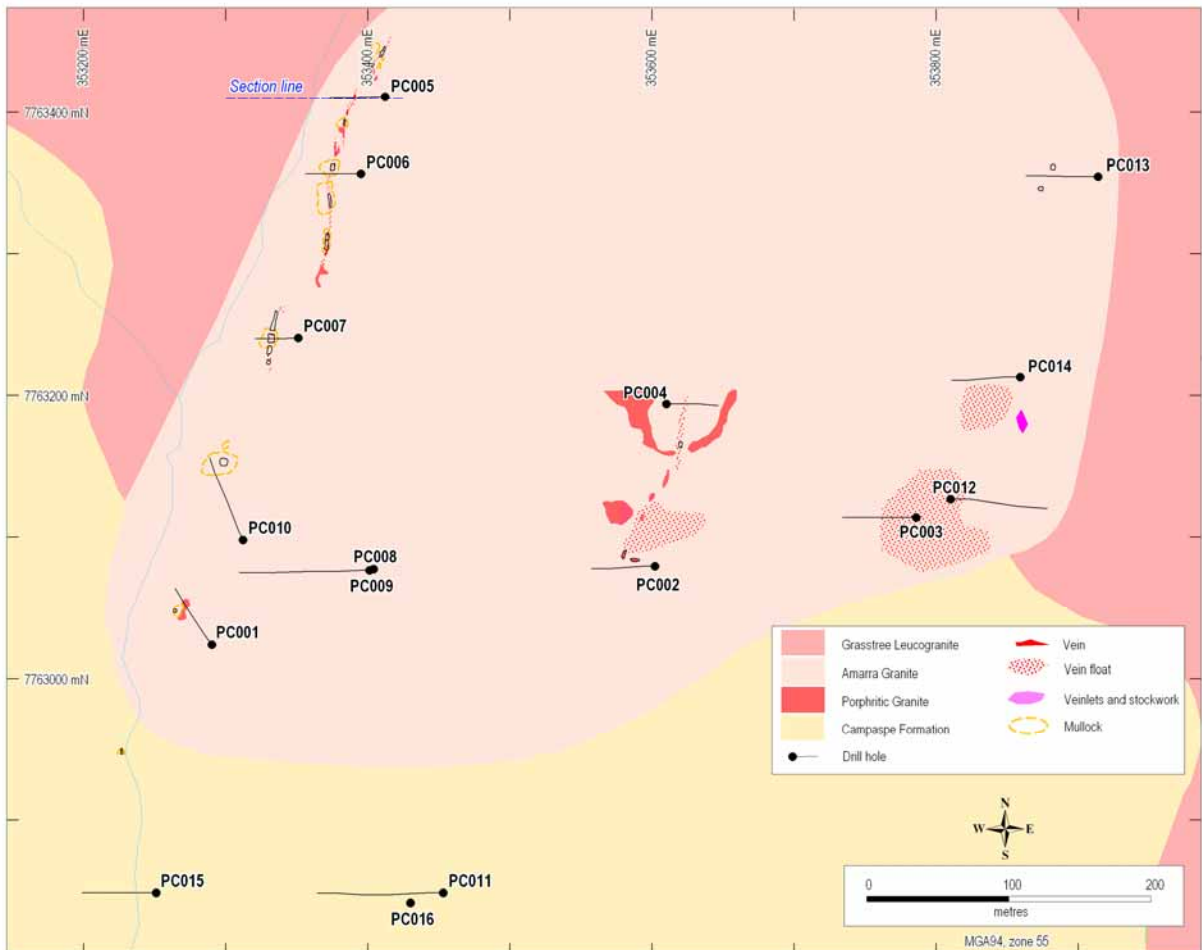 353200 mE
353400 mE
353600 mE
353800 mE
Section line
PC005
7763400 mN
PC006
PC013
PC007
PC014
7763200 mN
PC004
PC012
PC003
PC010
PC008
PC009
PC002
PC001
7763000 mN
Grasstree Leucogranite
Vein
Amarra Granite
Vein float
Porphritic Granite
Veinlets and stockwork
Campaspe Formation
Mullock
Drill hole
N
W E
S
PC015
PC011
PC016
0 100 200
metres
MGA94, zone 55